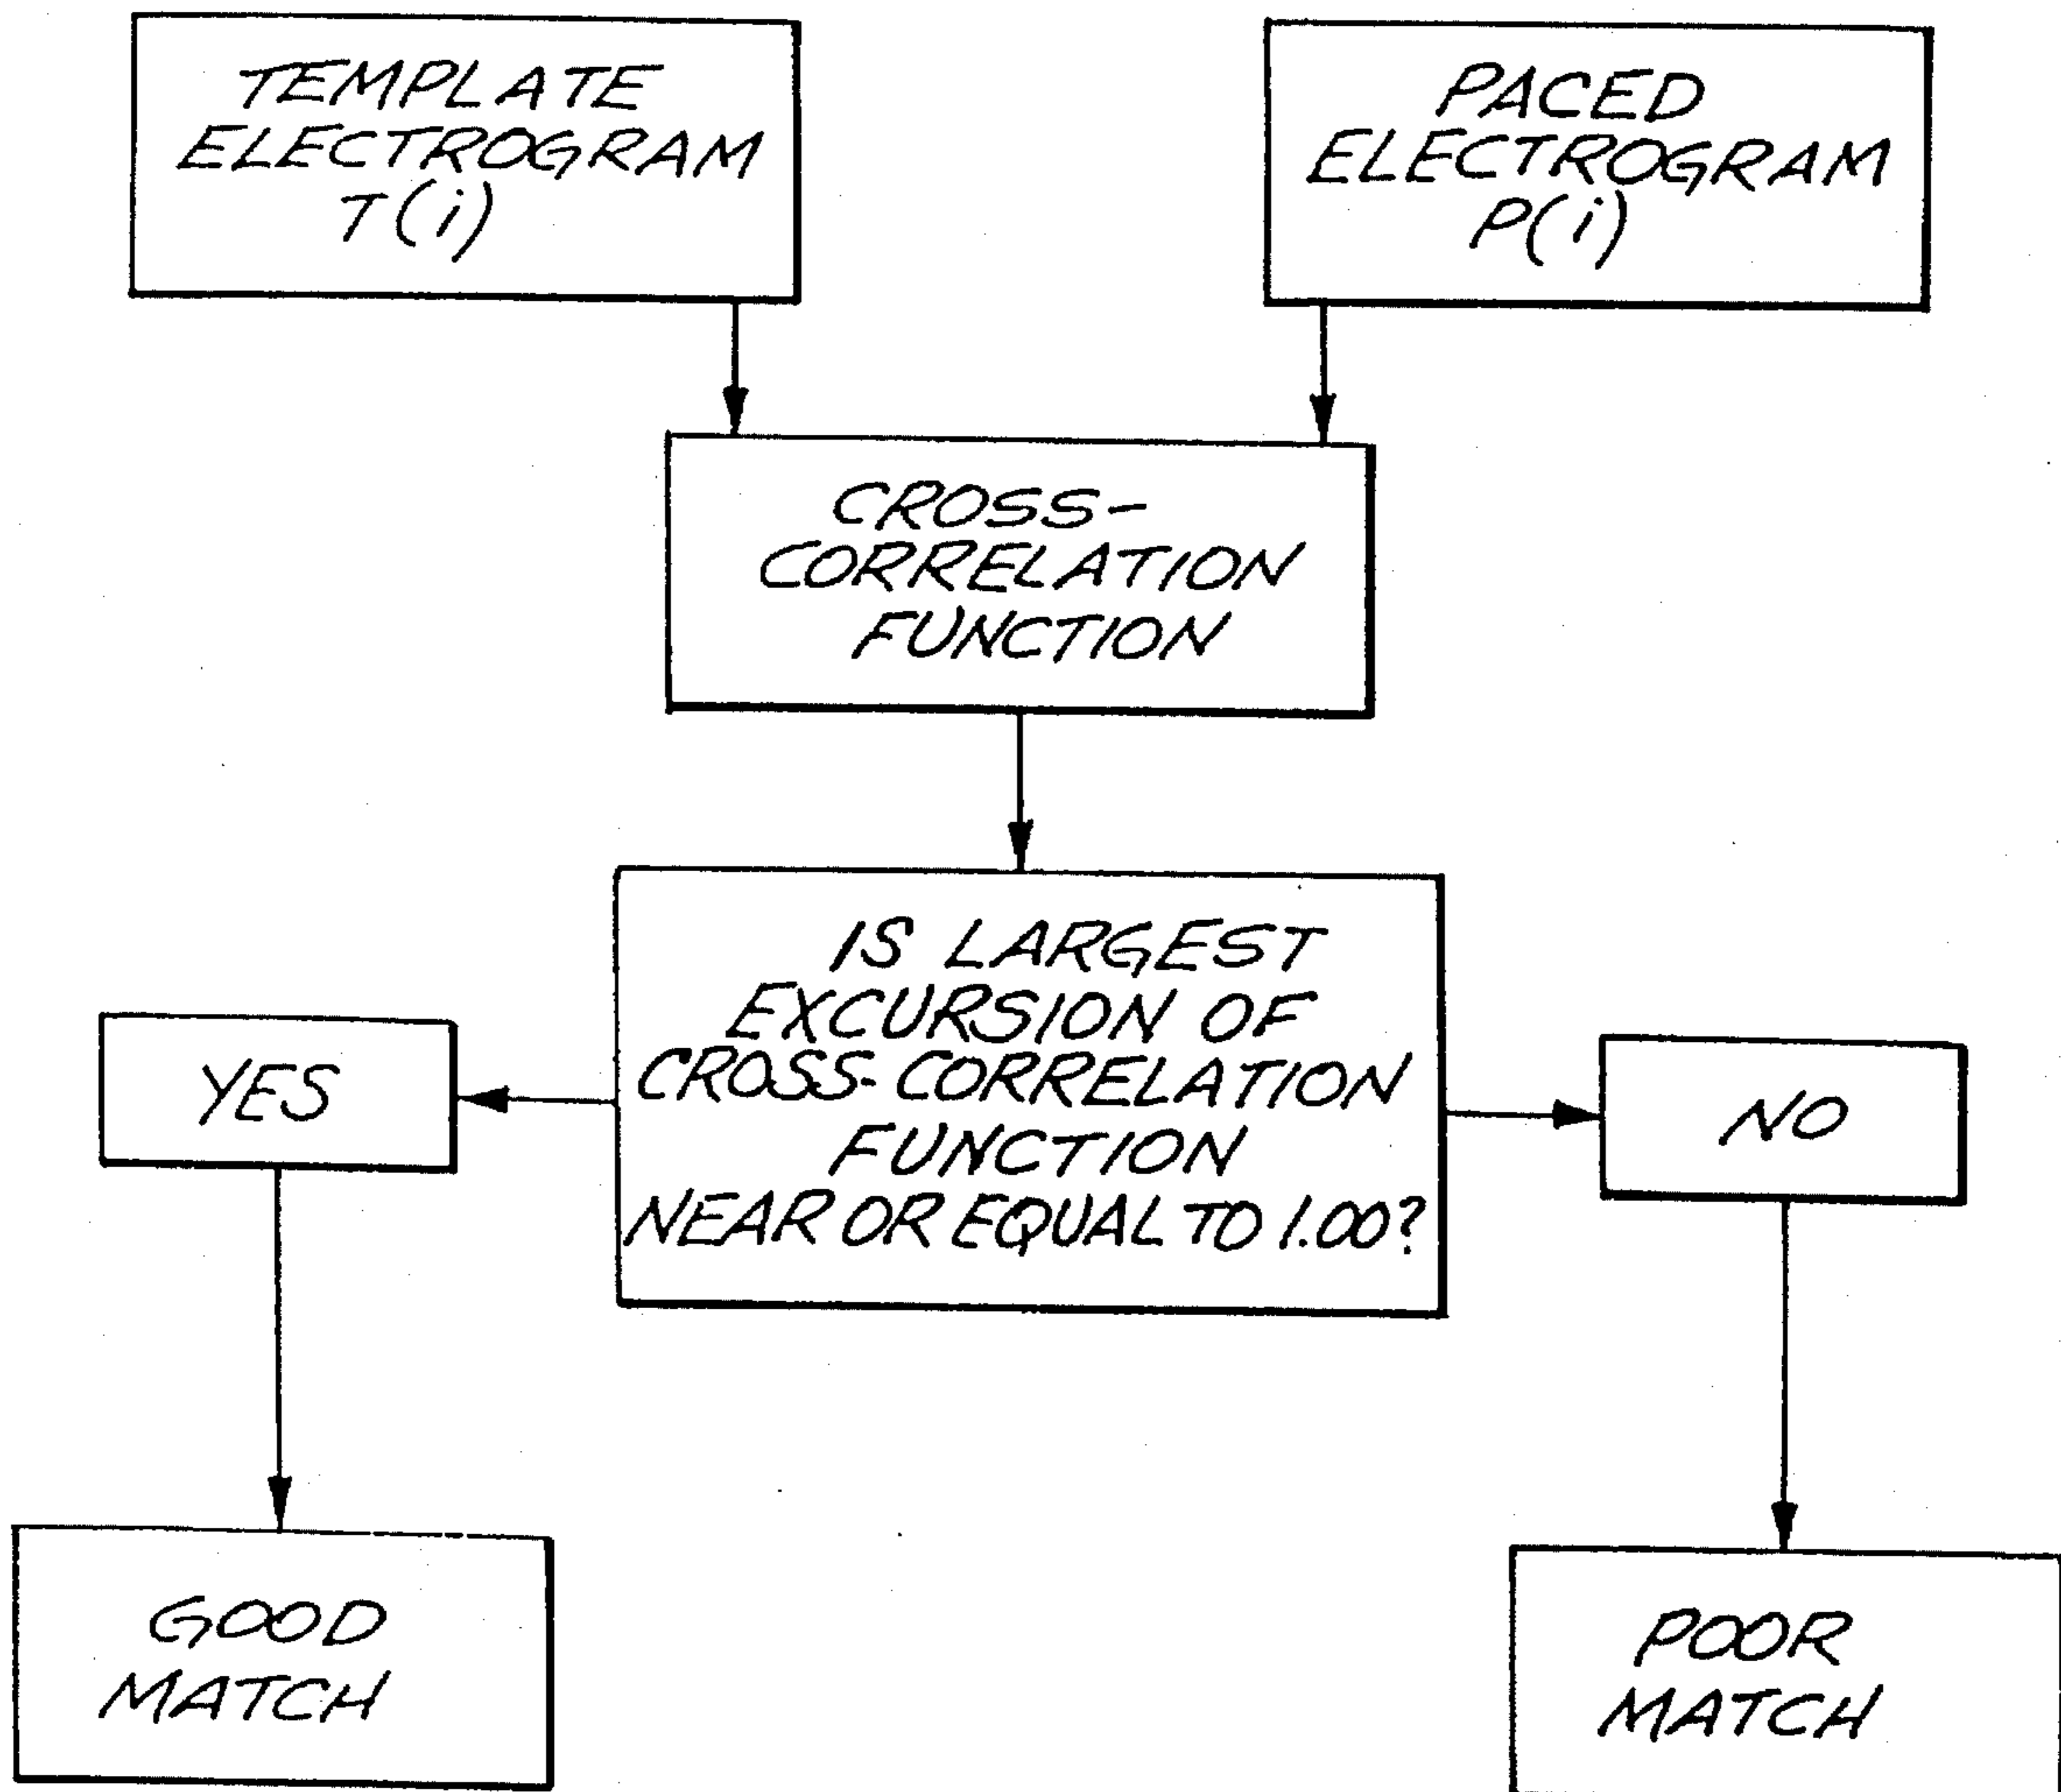 TEMPLATE
ELECTROGRAM
T(i)
PACED
ELECTROGRAM
P(i)
CROSS-
CORRELATION
FUNCTION
IS LARGEST
EXCURSION OF
CROSS-CORRELATION
FUNCTION
NEAR OR EQUAL TO 1.00?
YES
NO
GOOD
MATCH
POOR
MATCH